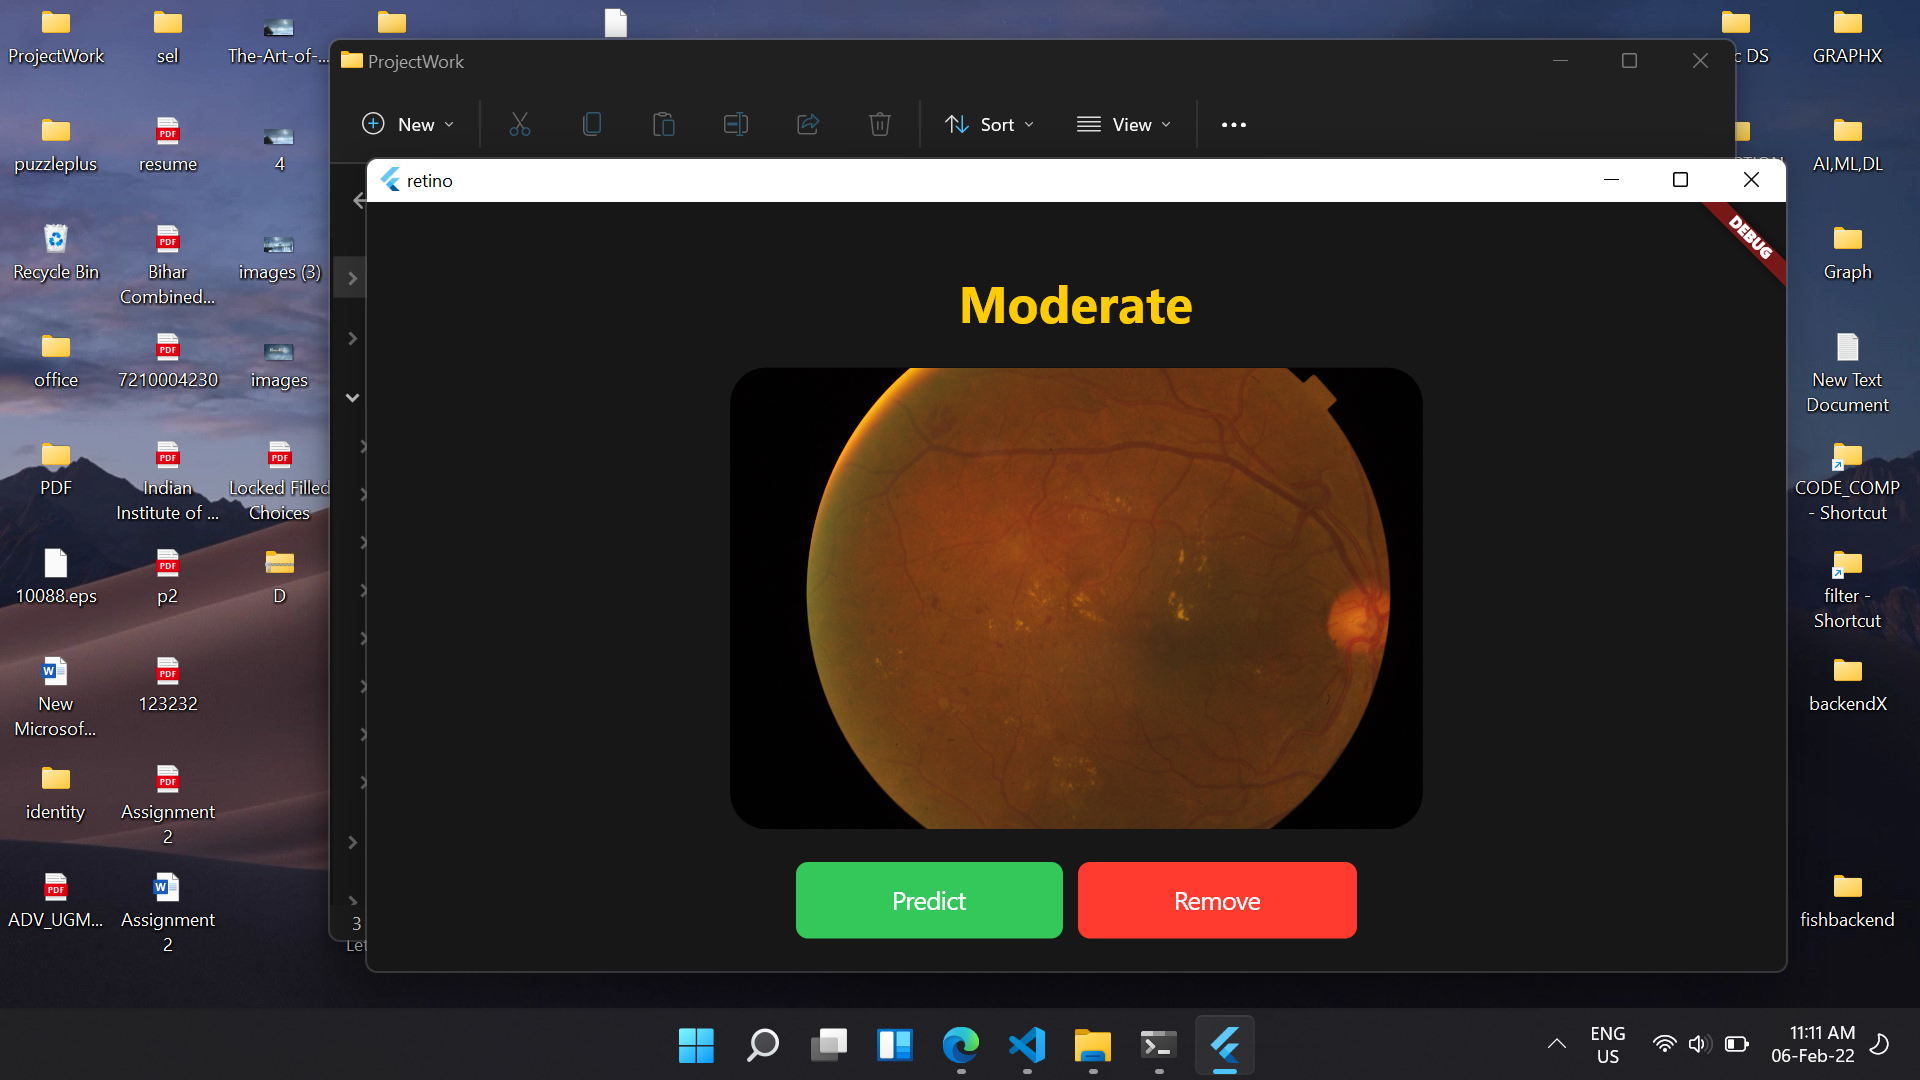 ProjectWork
sel
The-Art-of-...
c DS
GRAPHX
ProjectWork
New
Sort
View
puzzleplus
resume
4
AI,ML,DL
retino
DEBUG
Recycle Bin
Bihar
Combined...
images (3)
Graph
Moderate
office
7210004230
images
New Text
Document
PDF
Indian
Institute of ...
Locked Filled
Choices
CODE_COMP
- Shortcut
10088.eps
p2
D
filter -
Shortcut
New
Microsof...
123232
backendX
identity
Assignment
2
Predict
Remove
ADV_UGM...
Assignment
2
3
Let
fishbackend
ENG
US
11:11 AM
06-Feb-22